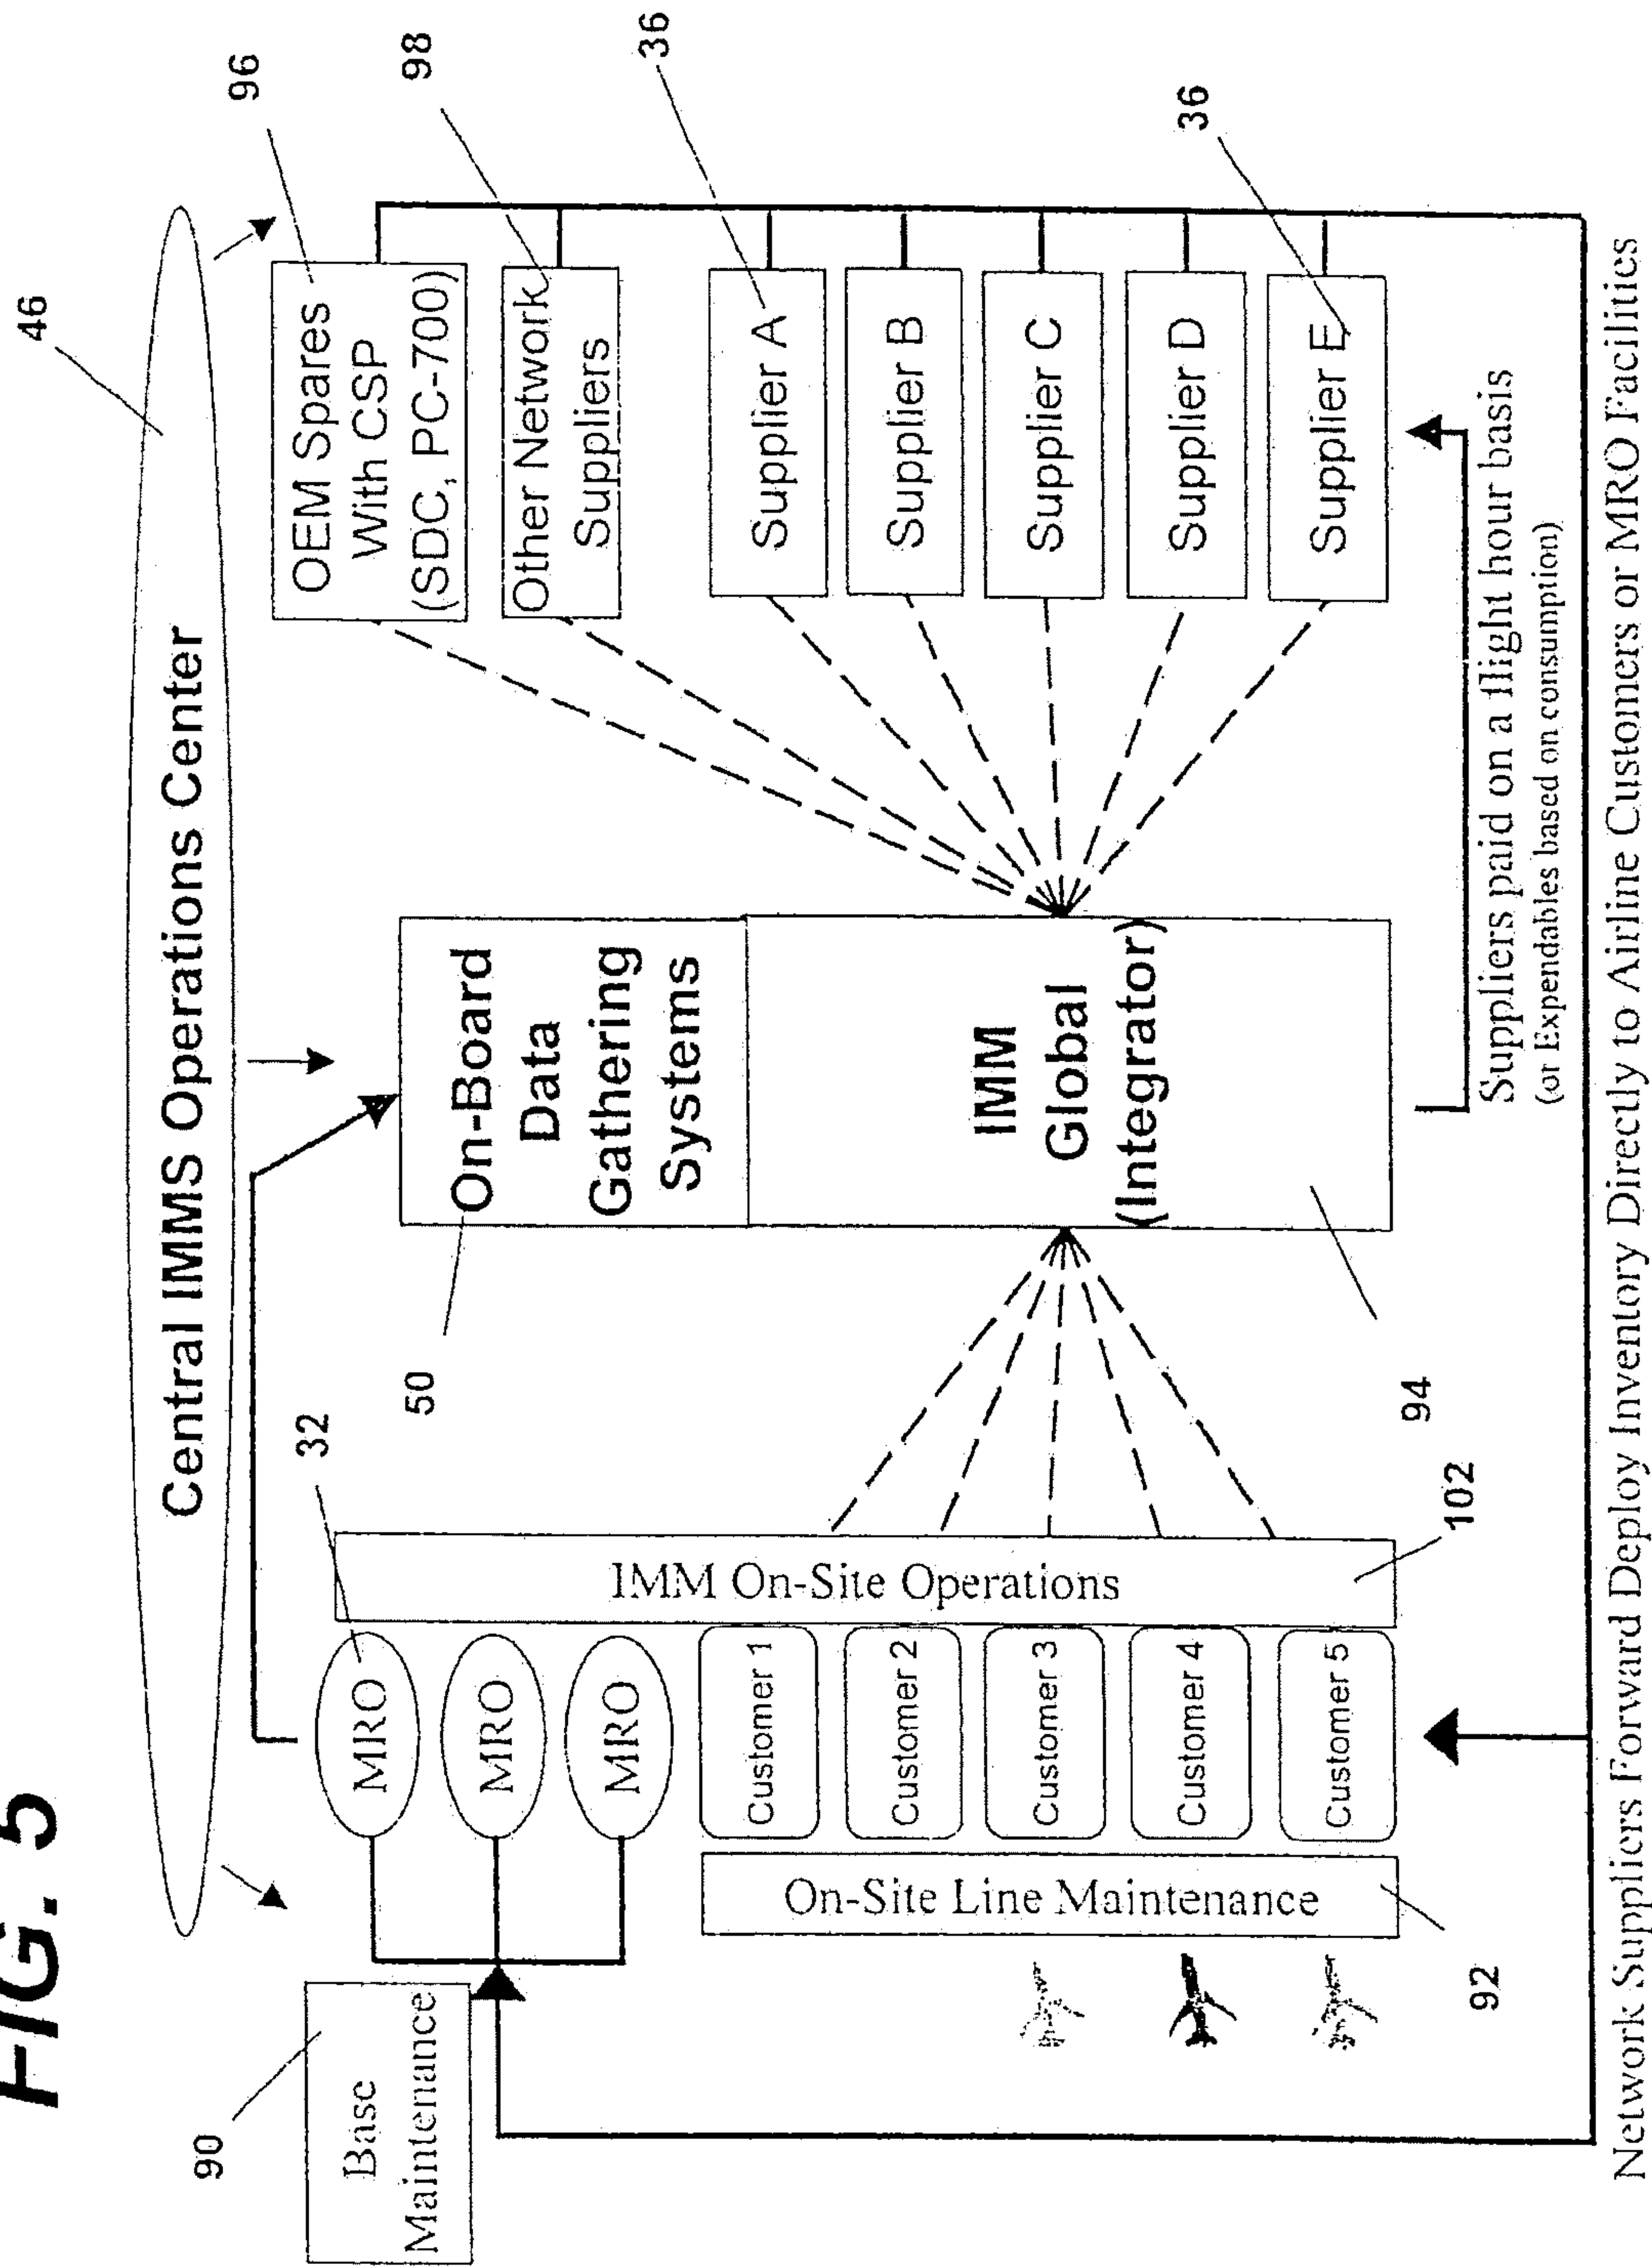 FIG. 5
46
Central IMMS Operations Center
90
Base
Maintenance
32
MRO
MRO
MRO
Customer 1
Customer 2
Customer 3
Customer 4
Customer 5
On-Site Line Maintenance
92
IMM On-Site Operations
102
50
On-Board
Data
Gathering
Systems
IMM
Global
(Integrator)
94
96
OEM Spares
With CSP
(SDC, PC-700)
98
Other Network
Suppliers
36
Supplier A
Supplier B
Supplier C
Supplier D
Supplier E
36
Suppliers paid on a flight hour basis
(or Expendables based on consumption)
Network Suppliers Forward Deploy Inventory Directly to Airline Customers or MRO Facilities